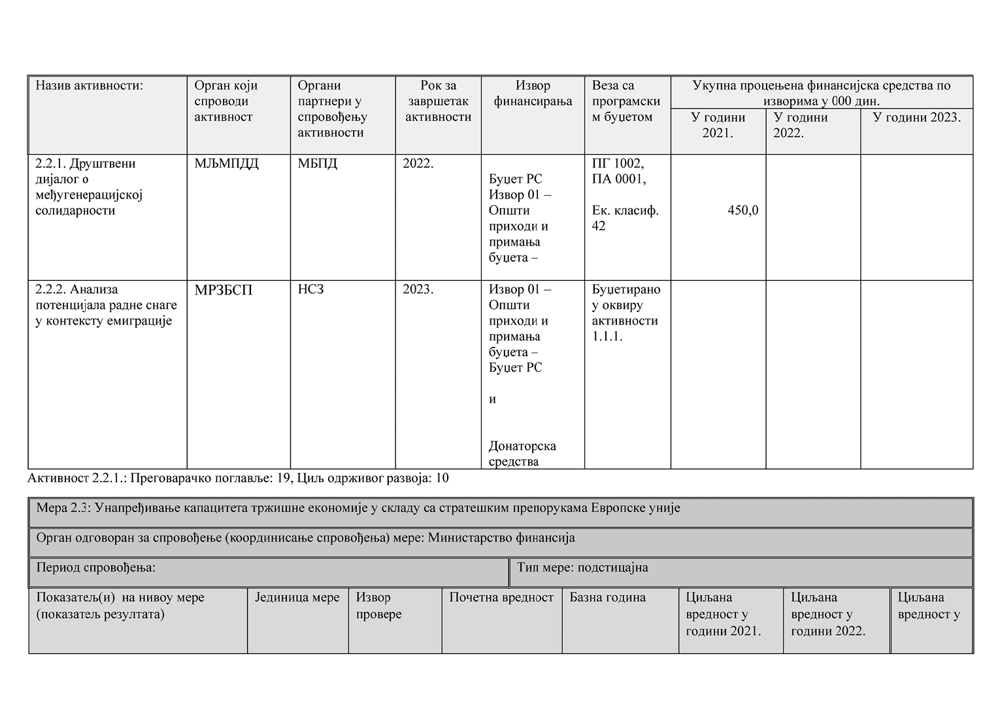 Назив активности:
Орган који
спроводи
активност
Органи
партнери у
спровођењу
активности
Рок за
завршетак
активности
Извор
финансирања
Веза са
програмски
м буџетом
Укупна процењена финансијска средства по
изворима у 000 дин.
У години
2021.
У години
2022.
У години 2023.
2.2.1. Друштвени
дијалог о
међугенерацијској
солидарности
МЉМПДД
МБПД
2022.
Буџет РС
Извор 01 –
Општи
приходи и
примања
буџета –
ПГ 1002,
ПА 0001,
Ек. класиф.
42
450,0
2.2.2. Анализа
потенцијала радне снаге
у контексту емиграције
МРЗБСП
НСЗ
2023.
Извор 01 –
Општи
приходи и
примања
буџета –
Буџет РС
и
Донаторска
средства
Буџетирано
у оквиру
активности
1.1.1.
Активност 2.2.1.: Преговарачко поглавље: 19, Циљ одрживог развоја: 10
Мера 2.3: Унапређивање капацитета тржишне економије у складу са стратешким препорукама Европске уније
Орган одговоран за спровођење (координисање спровођења) мере: Министарство финансија
Период спровођења:
Тип мере: подстицајна
Показатељ(и) на нивоу мере
(показатељ резултата)
Јединица мере
Извор
провере
Почетна вредност
Базна година
Циљана
вредност у
години 2021.
Циљана
вредност у
години 2022.
Циљана
вредност у